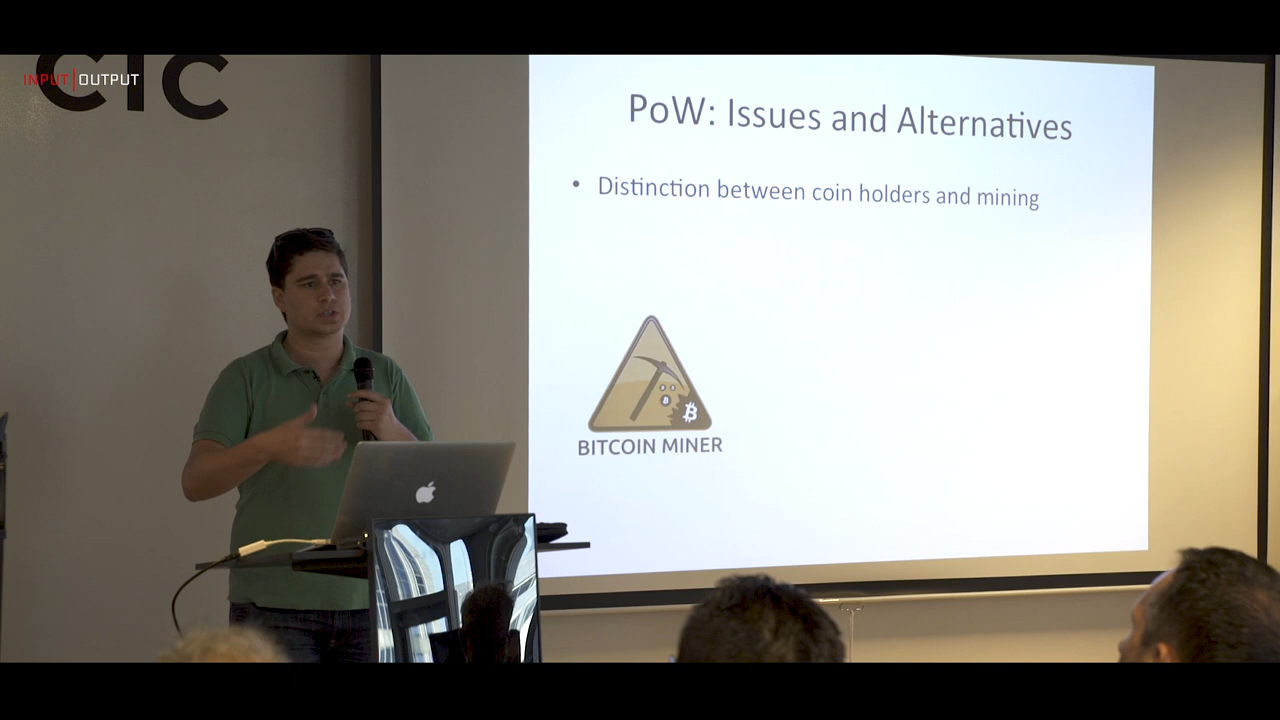 CIC
INPUT|OUTPUT
PoW: Issues and Alternatives
• Distinction between coin holders and mining
BITCOIN MINER